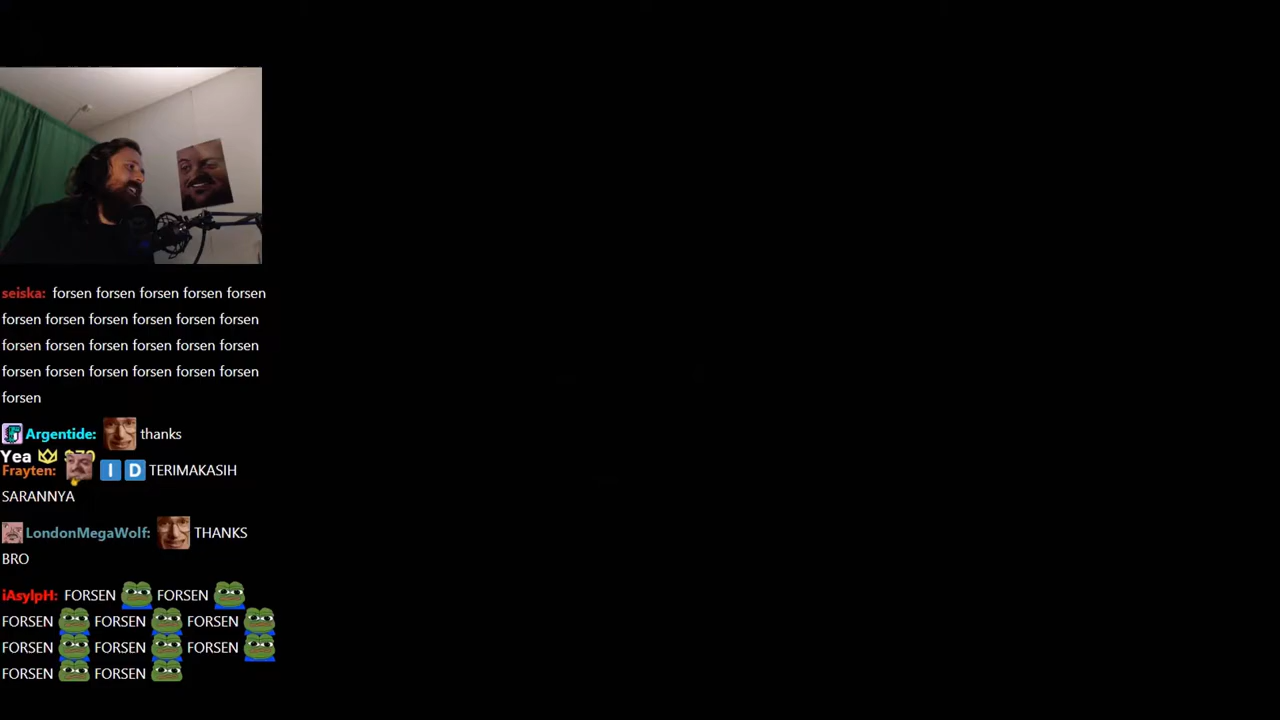 seiska: forsen forsen forsen forsen forsen
forsen forsen forsen forsen forsen forsen
forsen forsen forsen forsen forsen forsen
forsen forsen forsen forsen forsen forsen
forsen
Argentide: thanks
Yea $70
Frayten: I D TERIMAKASIH
SARANNYA
LondonMegaWolf: THANKS
BRO
iAsylpH: FORSEN FORSEN
FORSEN FORSEN FORSEN
FORSEN FORSEN FORSEN
FORSEN FORSEN